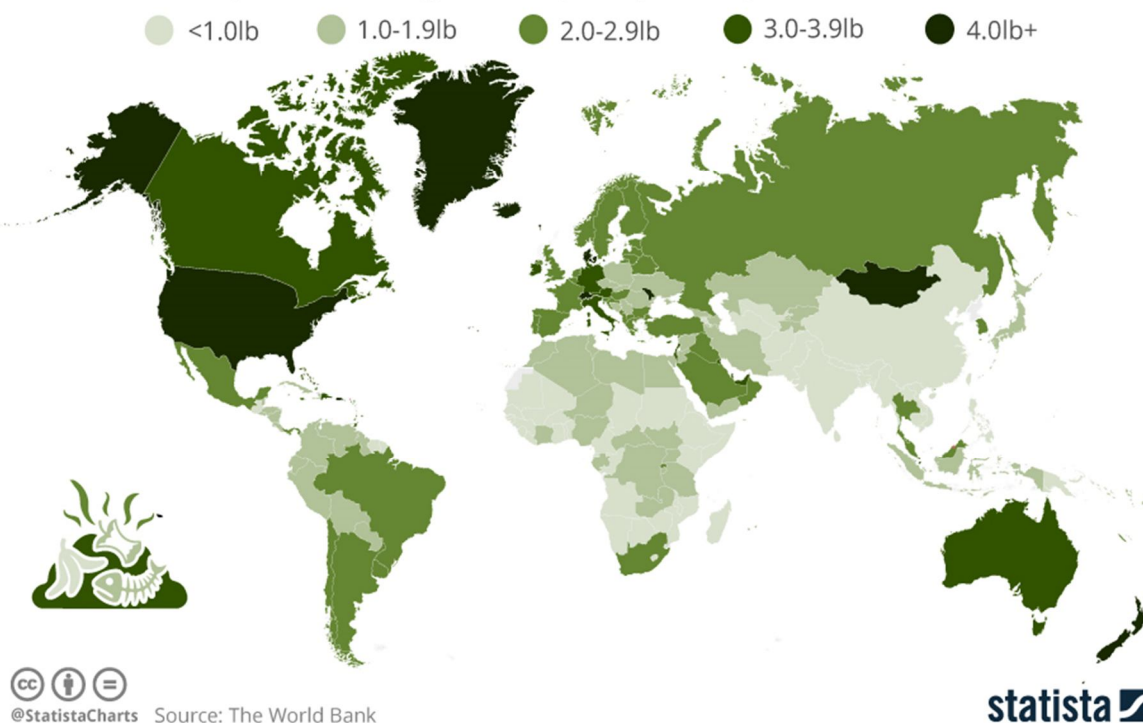 <1.0lb 1.0-1.9lb 2.0-2.9lb 3.0-3.9lb 4.0lb+
cc
@StatistaCharts Source: The World Bank
statista